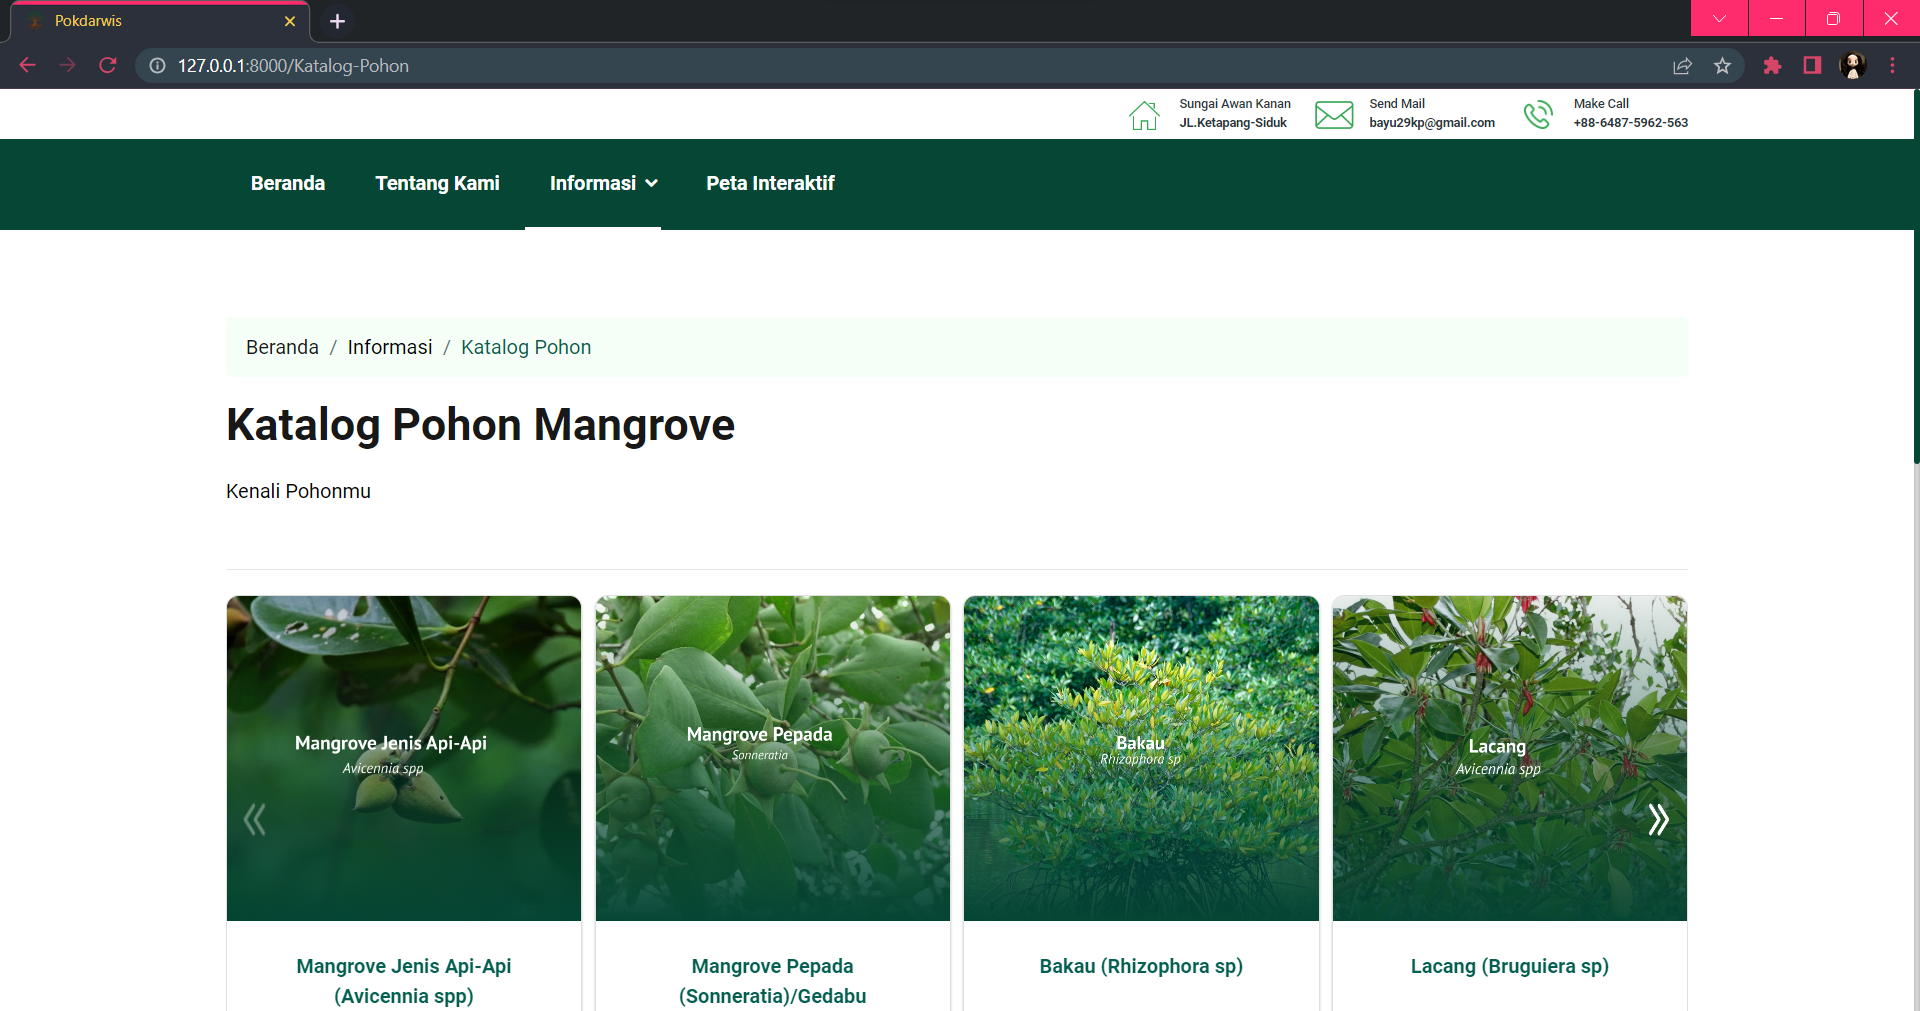 Pokdarwis
127.0.0.1:8000/Katalog-Pohon
Sungai Awan Kanan
JL.Ketapang-Siduk
Send Mail
bayu29kp@gmail.com
Make Call
+88-6487-5962-563
Beranda
Tentang Kami
Informasi
Peta Interaktif
Beranda / Informasi / Katalog Pohon
Katalog Pohon Mangrove
Kenali Pohonmu
Mangrove Jenis Api-Api
Avicennia spp
Mangrove Pepada
Sonneratia
Bakau
Rhizophora sp
Lacang
Avicennia spp
Mangrove Jenis Api-Api
(Avicennia spp)
Mangrove Pepada
(Sonneratia)/Gedabu
Bakau (Rhizophora sp)
Lacang (Bruguiera sp)